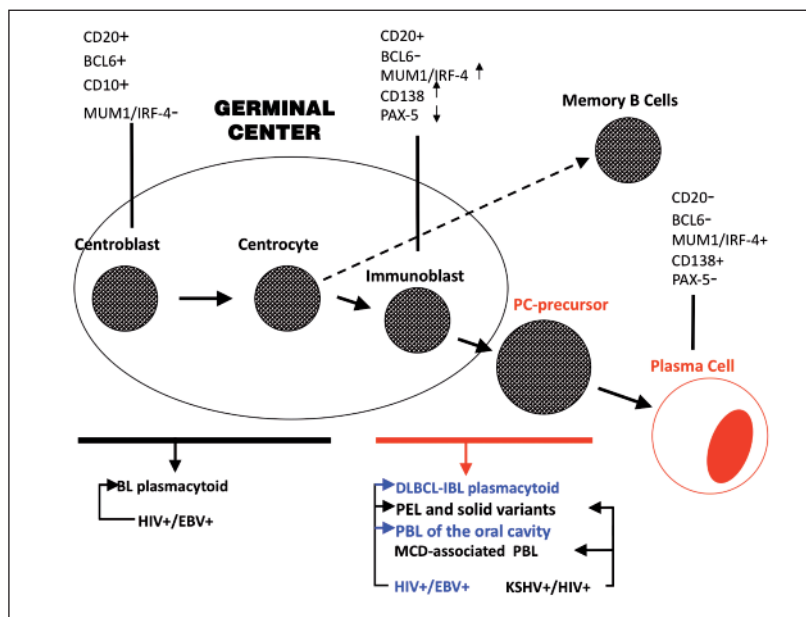 CD20+
BCL6+
CD10+
MUM1/IRF-4-
CD20+
BCL6-
MUM1/IRF-4 ↑
CD138 ↑
PAX-5 ↓
GERMINAL
CENTER
Memory B Cells
CD20-
BCL6-
MUM1/IRF-4+
CD138+
PAX-5-
Centroblast
Centrocyte
Immunoblast
PC-precursor
Plasma Cell
BL plasmacytoid
HIV+/EBV+
DLBCL-IBL plasmacytoid
PEL and solid variants
PBL of the oral cavity
MCD-associated PBL
HIV+/EBV+
KSHV+/HIV+